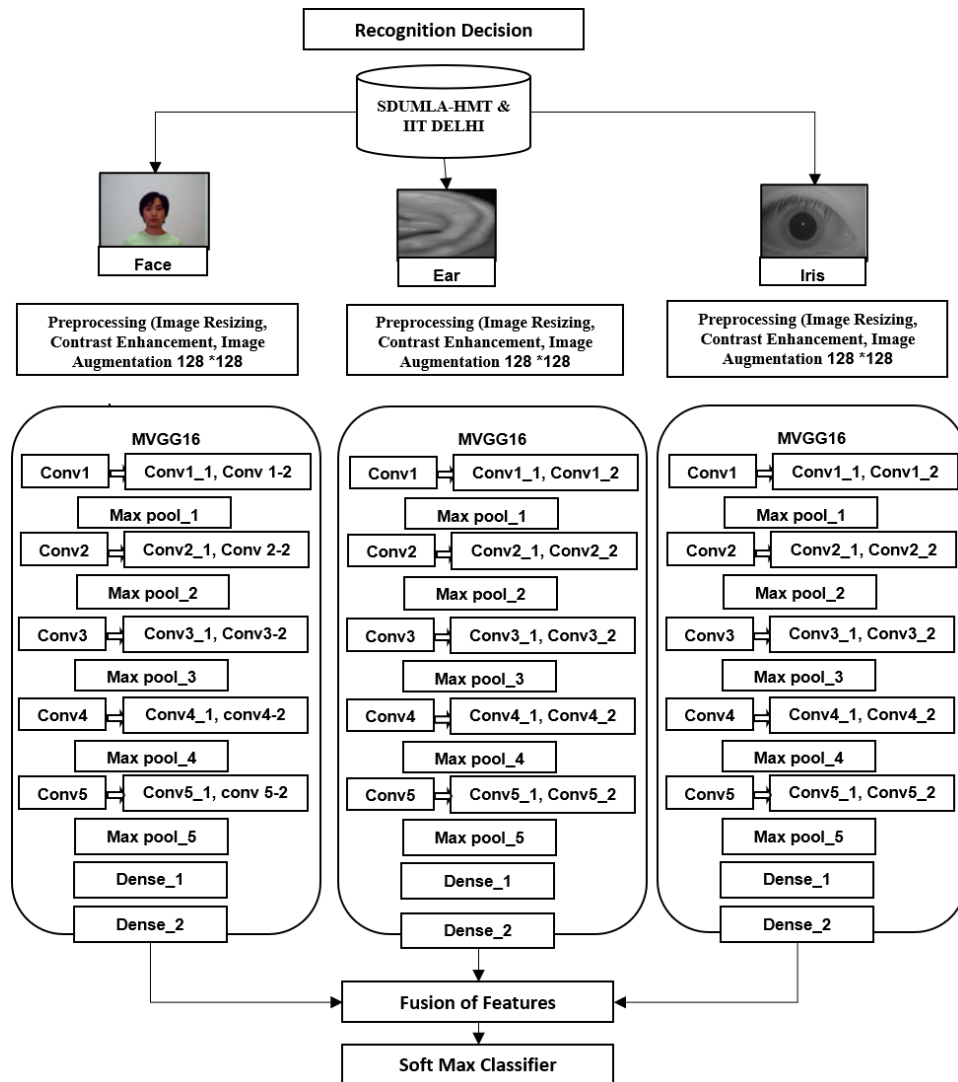 Recognition Decision
SDUMLA-HMT &
IIT DELHI
Face
Ear
Iris
Preprocessing (Image Resizing,
Contrast Enhancement, Image
Augmentation 128 *128
Preprocessing (Image Resizing,
Contrast Enhancement, Image
Augmentation 128 *128
Preprocessing (Image Resizing,
Contrast Enhancement, Image
Augmentation 128 *128
MVGG16
Conv1
Conv1_1, Conv 1-2
Max pool_1
Conv2
Conv2_1, Conv 2-2
Max pool_2
Conv3
Conv3_1, Conv3-2
Max pool_3
Conv4
Conv4_1, conv4-2
Max pool_4
Conv5
Conv5_1, conv 5-2
Max pool_5
Dense_1
Dense_2
MVGG16
Conv1
Conv1_1, Conv1_2
Max pool_1
Conv2
Conv2_1, Conv2_2
Max pool_2
Conv3
Conv3_1, Conv3_2
Max pool_3
Conv4
Conv4_1, Conv4_2
Max pool_4
Conv5
Conv5_1, Conv5_2
Max pool_5
Dense_1
Dense_2
MVGG16
Conv1
Conv1_1, Conv1_2
Max pool_1
Conv2
Conv2_1, Conv2_2
Max pool_2
Conv3
Conv3_1, Conv3_2
Max pool_3
Conv4
Conv4_1, Conv4_2
Max pool_4
Conv5
Conv5_1, Conv5_2
Max pool_5
Dense_1
Dense_2
Fusion of Features
Soft Max Classifier